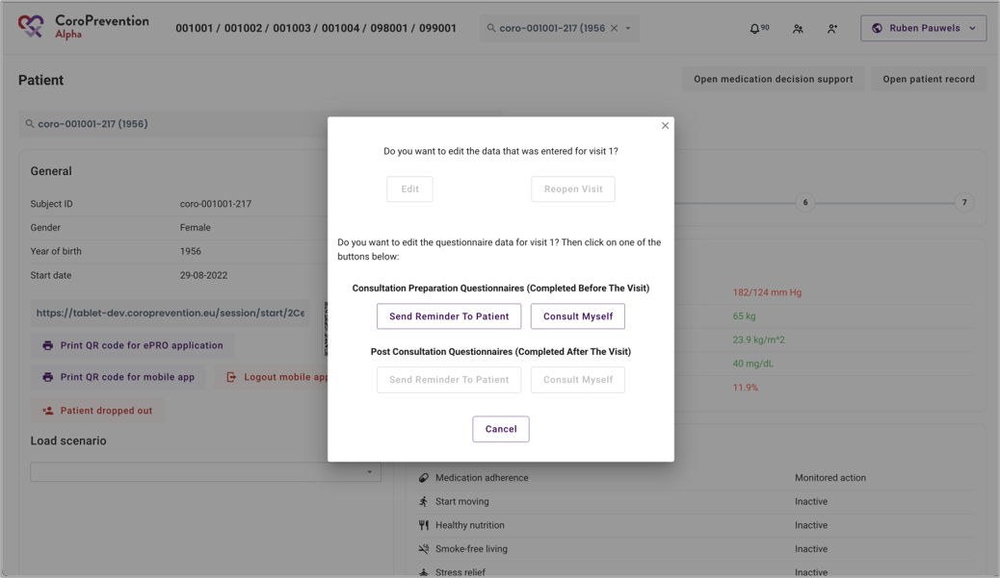 CoroPrevention
Alpha
001001 / 001002 / 001003 / 001004 / 098001 / 099001
coro-001001-217 (1956
90
Ruben Pauwels
Patient
Open medication decision support
Open patient record
coro-001001-217 (1956)
Do you want to edit the data that was entered for visit 1?
Edit
Reopen Visit
Do you want to edit the questionnaire data for visit 1? Then click on one of the
buttons below:
Consultation Preparation Questionnaires (Completed Before The Visit)
Send Reminder To Patient
Consult Myself
Post Consultation Questionnaires (Completed After The Visit)
Send Reminder To Patient
Consult Myself
Cancel
General
Subject ID coro-001001-217
Gender Female
Year of birth 1956
Start date 29-08-2022
https://tablet-dev.coroprevention.eu/session/start/2Ce
Print QR code for ePRO application
Print QR code for mobile app
Logout mobile app
Patient dropped out
Load scenario
6
7
182/124 mm Hg
65 kg
23.9 kg/m^2
40 mg/dL
11.9%
Medication adherence Monitored action
Start moving Inactive
Healthy nutrition Inactive
Smoke-free living Inactive
Stress relief Inactive